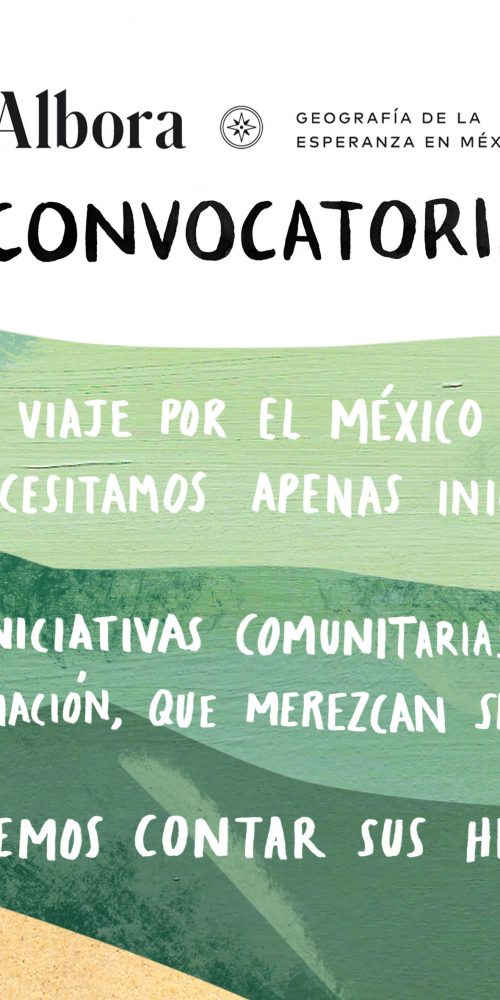 Albora
GEOGRAFÍA DE LA
ESPERANZA EN MÉX
CONVOCATORI
VIAJE POR EL MÉXICO
CESITAMOS APENAS INI
NICIATIVAS COMUNITARIAS
MACIÓN, QUE MEREZCAN S
EMOS CONTAR SUS H